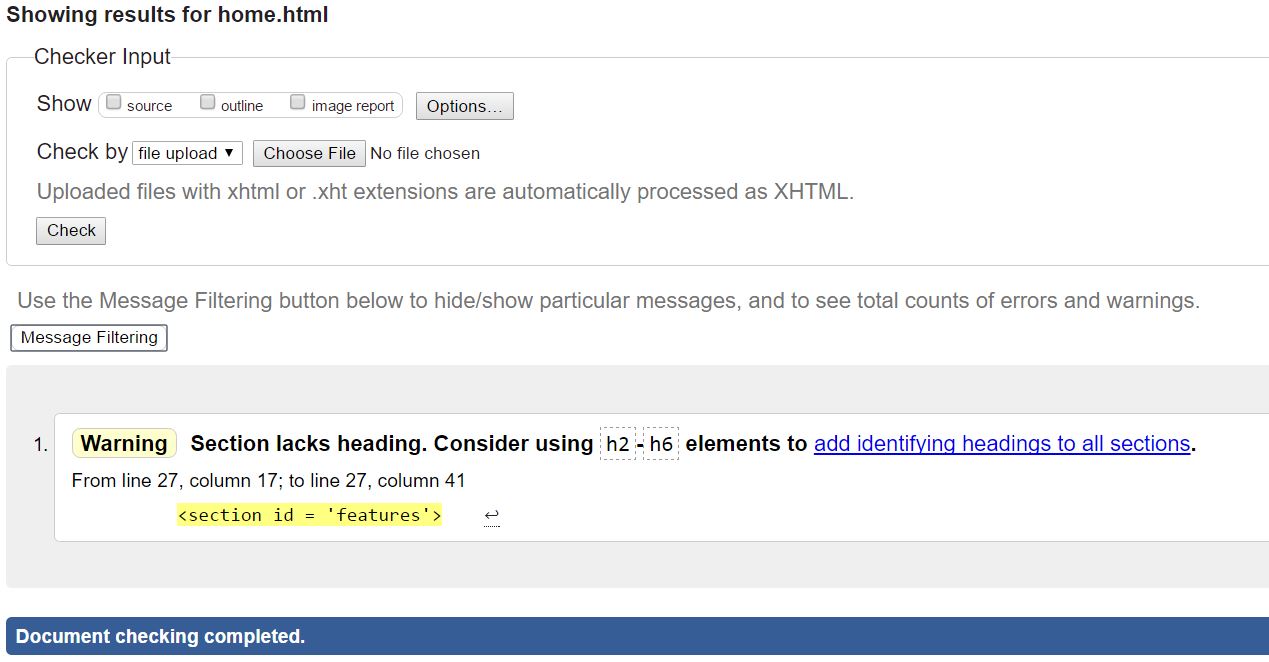 Showing results for home.html
Checker Input
Show source outline image report Options...
Check by file upload ▼ Choose File No file chosen
Uploaded files with xhtml or .xht extensions are automatically processed as XHTML.
Check
Use the Message Filtering button below to hide/show particular messages, and to see total counts of errors and warnings.
Message Filtering
1. Warning Section lacks heading. Consider using h2-h6 elements to add identifying headings to all sections.
From line 27, column 17; to line 27, column 41
<section id = 'features'> ↩
Document checking completed.